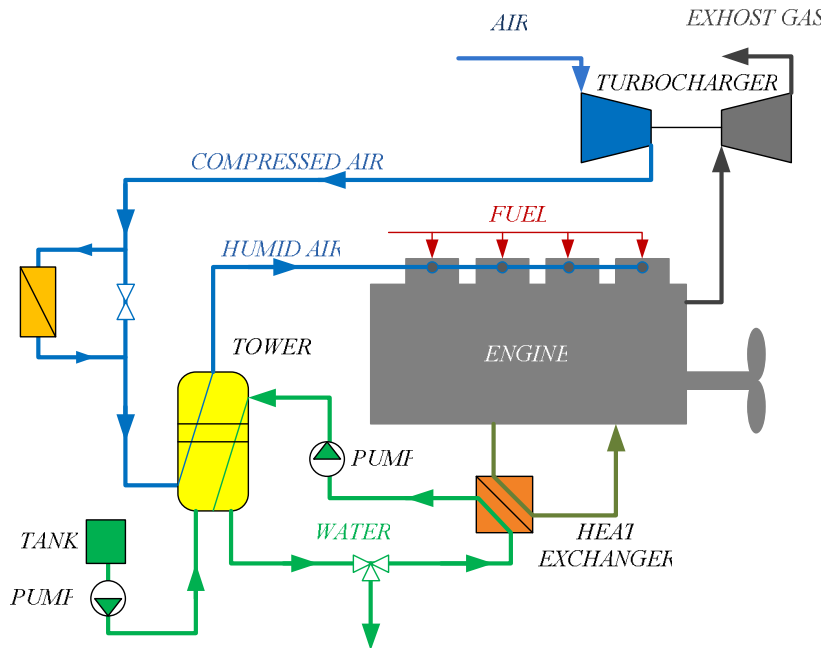 AIR
EXHOST GAS
TURBOCHARGER
COMPRESSED AIR
FUEL
HUMID AIR
TOWER
ENGINE
PUMP
WATER
TANK
HEAT
EXCHANGER
PUMP